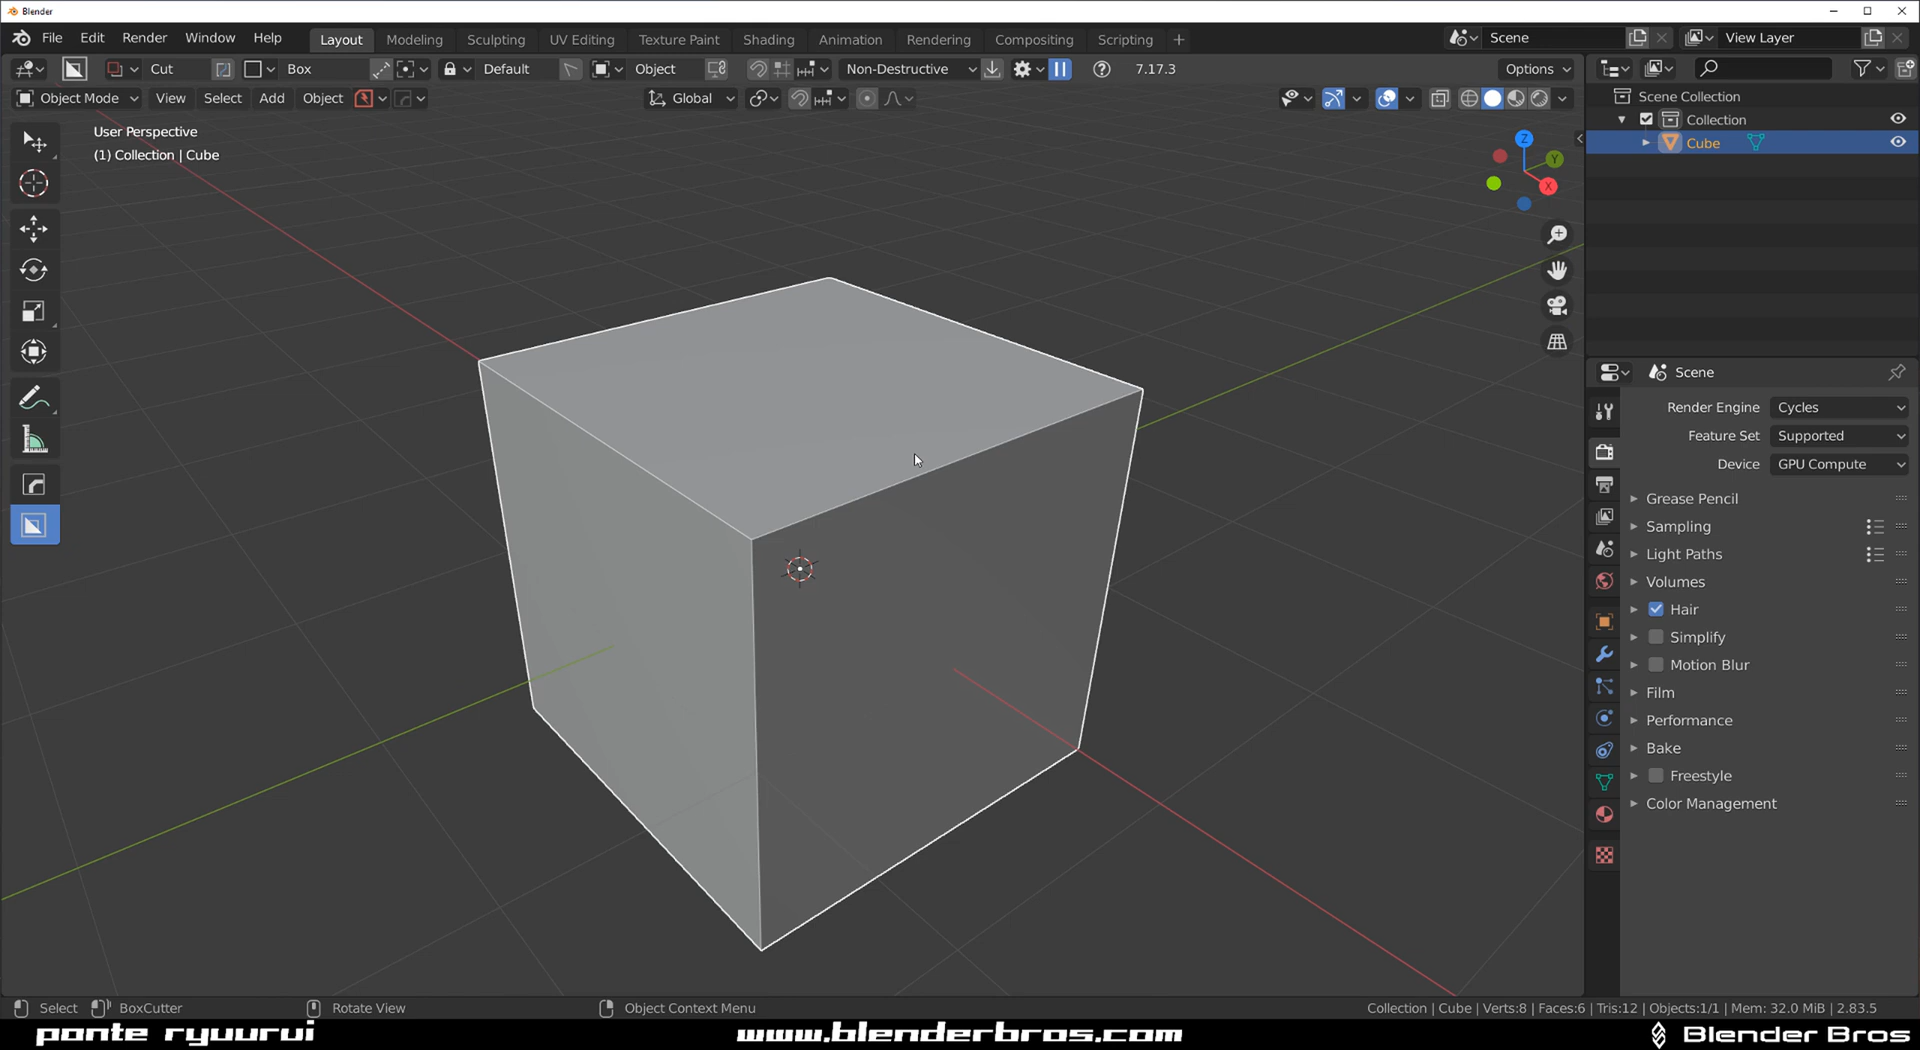 Blender
File Edit Render Window Help Layout Modeling Sculpting UV Editing Texture Paint Shading Animation Rendering Compositing Scripting + Scene View Layer
Cut Box Default Object Non-Destructive 7.17.3 Options
Object Mode View Select Add Object Global
User Perspective
(1) Collection | Cube
Z
Y
X
Scene Collection
Collection
Cube
Scene
Render Engine Cycles
Feature Set Supported
Device GPU Compute
Grease Pencil
Sampling
Light Paths
Volumes
Hair
Simplify
Motion Blur
Film
Performance
Bake
Freestyle
Color Management
Select BoxCutter Rotate View Object Context Menu Collection | Cube | Verts:8 | Faces:6 | Tris:12 | Objects:1/1 | Mem: 32.0 MiB | 2.83.5
ponte ryuurui www.blenderbros.com Blender Bros